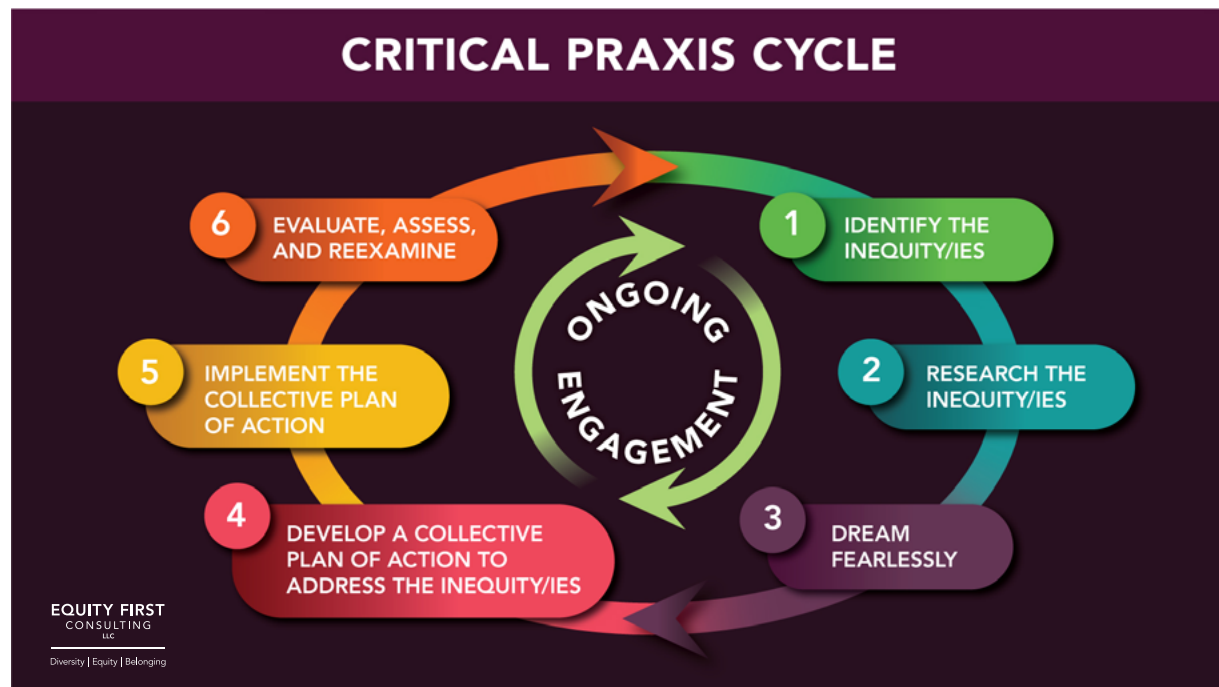 CRITICAL PRAXIS CYCLE
1
IDENTIFY THE
INEQUITY/IES
2
RESEARCH THE
INEQUITY/IES
3
DREAM
FEARLESSLY
4
DEVELOP A COLLECTIVE
PLAN OF ACTION TO
ADDRESS THE INEQUITY/IES
5
IMPLEMENT THE
COLLECTIVE PLAN
OF ACTION
6
EVALUATE, ASSESS,
AND REEXAMINE
ONGOING
ENGAGEMENT
EQUITY FIRST
CONSULTING
LLC
Diversity | Equity | Belonging